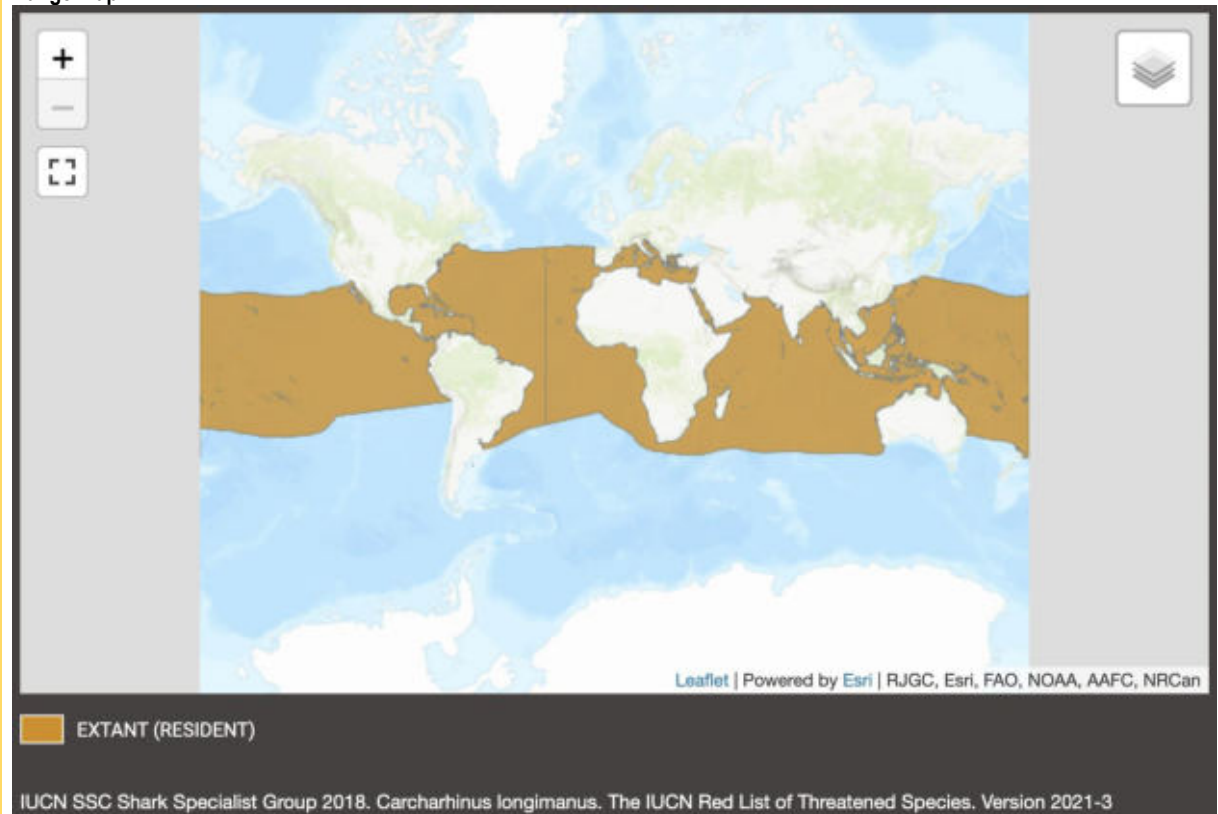 +
−
Leaflet | Powered by Esri | RJGC, Esri, FAO, NOAA, AAFC, NRCan
EXTANT (RESIDENT)
IUCN SSC Shark Specialist Group 2018. Carcharhinus longimanus. The IUCN Red List of Threatened Species. Version 2021-3